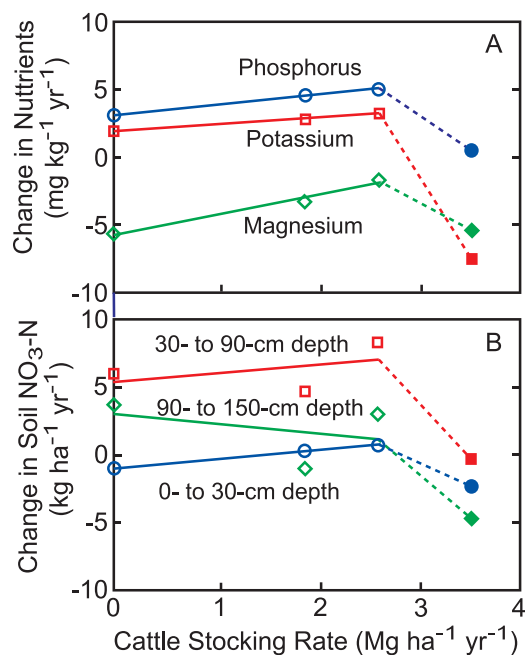 Change in Nuttrients
(mg kg⁻¹ yr⁻¹)
10
5
0
-5
-10
A
Phosphorus
Potassium
Magnesium
Change in Soil NO₃-N
(kg ha⁻¹ yr⁻¹)
10
5
0
-5
-10
B
30- to 90-cm depth
90- to 150-cm depth
0- to 30-cm depth
0 1 2 3 4
Cattle Stocking Rate (Mg ha⁻¹ yr⁻¹)